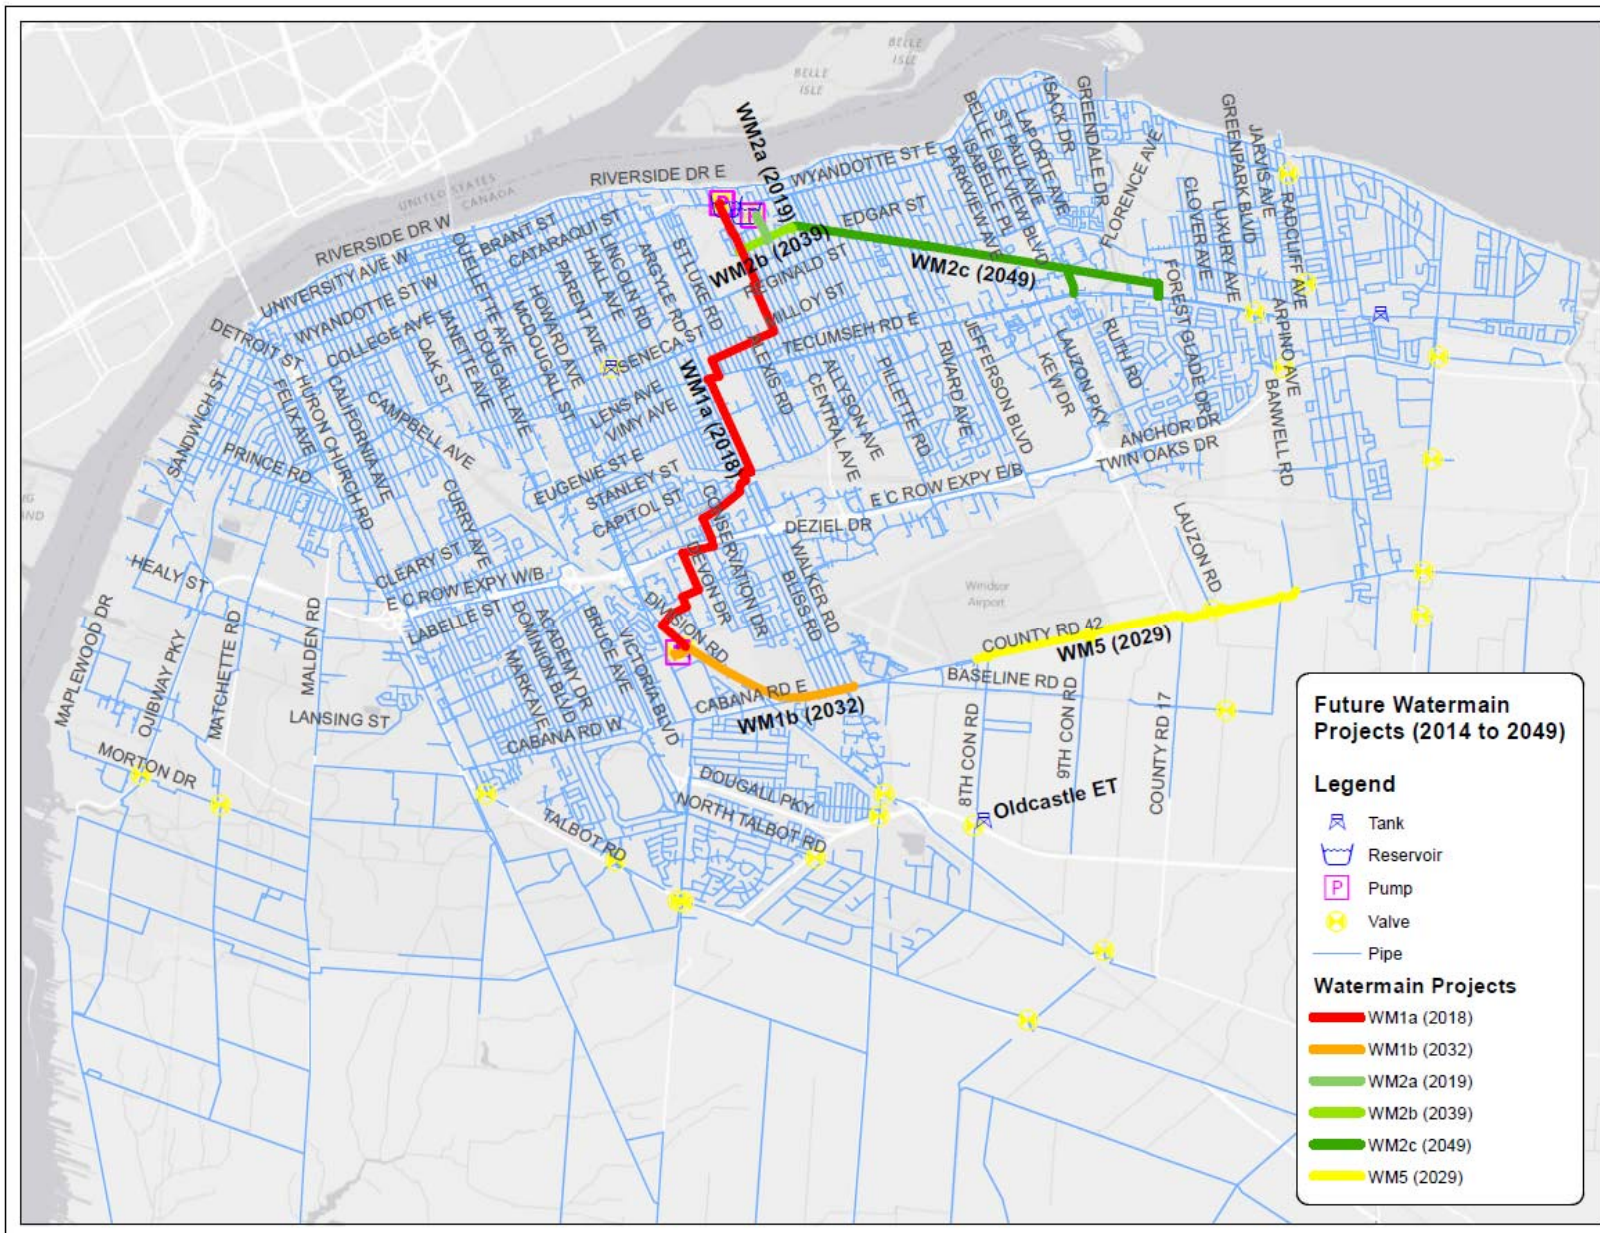 BELLE
ISLE
BELLE
ISLE
UNITED STATES
CANADA
WM2a (2019)
RIVERSIDE DR E
WYANDOTTE ST E
BELLE ISLE VIEW BLVD
ISABELLE PL
ST PAUL AVE
LAPORTE AVE
ISACK DR
GREENDALE DR
PARKVIEW AVE
FLORENCE AVE
CLOVER AVE
LUXURY AVE
GREENPARK BLVD
JARVIS AVE
RADCLIFF AVE
RIVERSIDE DR W
UNIVERSITY AVE W
WYANDOTTE ST W
BRANT ST
CATARAQUI ST
EDGAR ST
WM2b (2039)
WM2c (2049)
REGINALD ST
MILLOY ST
TECUMSEH RD E
SENECA ST
OUELLETTE AVE
LINCOLN RD
HALL AVE
PARENT AVE
HOWARD AVE
MCDOUGALL ST
ARGYLE RD
ST LUKE RD
DETROIT ST
COLLEGE AVE
OAK ST
JANETTE AVE
DOUGALL AVE
CAMPBELL AVE
CALIFORNIA AVE
HURON CHURCH RD
FELIX AVE
SANDWICH ST
PRINCE RD
LENS AVE
VIMY AVE
WM1a (2018)
ALEXIS RD
ALLYSON AVE
CENTRAL AVE
PILLETTE RD
RIVARD AVE
JEFFERSON BLVD
KEW DR
LAUZON PKY
RUTH RD
FOREST GLADE DR
ARPINO AVE
BANWELL RD
ANCHOR DR
TWIN OAKS DR
EUGENIE ST E
STANLEY ST
CAPITOL ST
E C ROW EXPY E/B
DEZIEL DR
CONSERVATION DR
DEVON DR
WALKER RD
BLISS RD
DIVISION RD
CURRY AVE
CLEARY ST
E C ROW EXPY W/B
LABELLE ST
HEALY ST
MAPLEWOOD DR
OJIBWAY PKY
MATCHETTE RD
MALDEN RD
LANSING ST
MORTON DR
ACADEMY DR
DOMINION BLVD
MARK AVE
BRUCE AVE
VICTORIA BLVD
CABANA RD W
CABANA RD E
WM1b (2032)
Windsor
Airport
LAUZON RD
COUNTY RD 42
WM5 (2029)
BASELINE RD
8TH CON RD
9TH CON RD
COUNTY RD 17
Oldcastle ET
DOUGALL PKY
NORTH TALBOT RD
TALBOT RD
Future Watermain
Projects (2014 to 2049)
Legend
Tank
Reservoir
P
Pump
Valve
Pipe
Watermain Projects
WM1a (2018)
WM1b (2032)
WM2a (2019)
WM2b (2039)
WM2c (2049)
WM5 (2029)